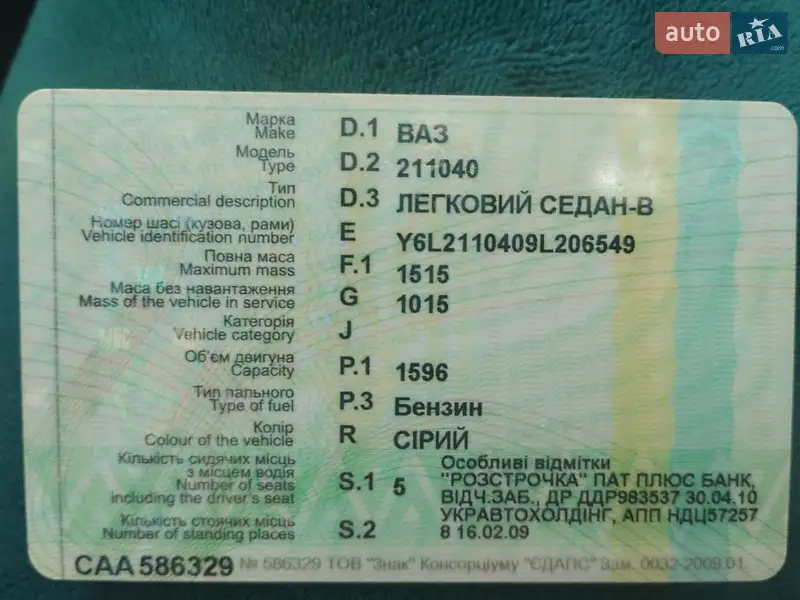 auto RIA .com
Марка
Make D.1 ВАЗ
Модель
Type D.2 211040
Тип
Commercial description D.3 ЛЕГКОВИЙ СЕДАН-В
Номер шасі (кузова, рами)
Vehicle identification number E Y6L2110409L206549
Повна маса
Maximum mass F.1 1515
Маса без навантаження
Mass of the vehicle in service G 1015
Категорія
Vehicle category J
Об'єм двигуна
Capacity P.1 1596
Тип пального
Type of fuel P.3 Бензин
Колір
Colour of the vehicle R СІРИЙ
Кількість сидячих місць
з місцем водія
Number of seats
including the driver's seat S.1 5
Кількість стоячих місць
Number of standing places S.2
Особливі відмітки
"РОЗСТРОЧКА" ПАТ ПЛЮС БАНК,
ВІДЧ.ЗАБ., ДР ДДР983537 30.04.10
УКРАВТОХОЛДІНГ, АПП НДЦ57257
8 16.02.09
САА 586329 № 586329 ТОВ "Знак" Консорціуму "ЄДАПС" Зам. 0032-2009.01